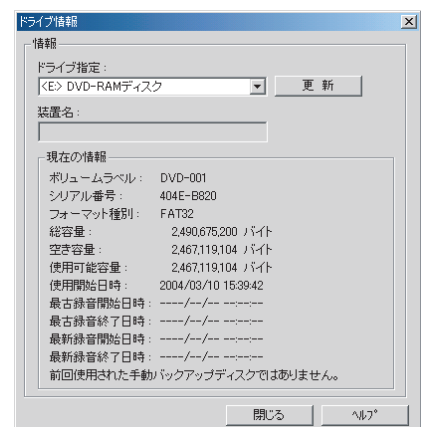 ドライブ情報
情報
ドライブ指定：
<E:> DVD-RAMディスク
更 新
装置名：
現在の情報
ボリュームラベル： DVD-001
シリアル番号： 404E-B820
フォーマット種別： FAT32
総容量： 2,490,675,200 バイト
空き容量： 2,467,119,104 バイト
使用可能容量： 2,467,119,104 バイト
使用開始日時： 2004/03/10 15:39:42
最古録音開始日時： ----/--/-- --:--:--
最古録音終了日時： ----/--/-- --:--:--
最新録音開始日時： ----/--/-- --:--:--
最新録音終了日時： ----/--/-- --:--:--
前回使用された手動バックアップディスクではありません。
閉じる
ﾍﾙﾌﾟ